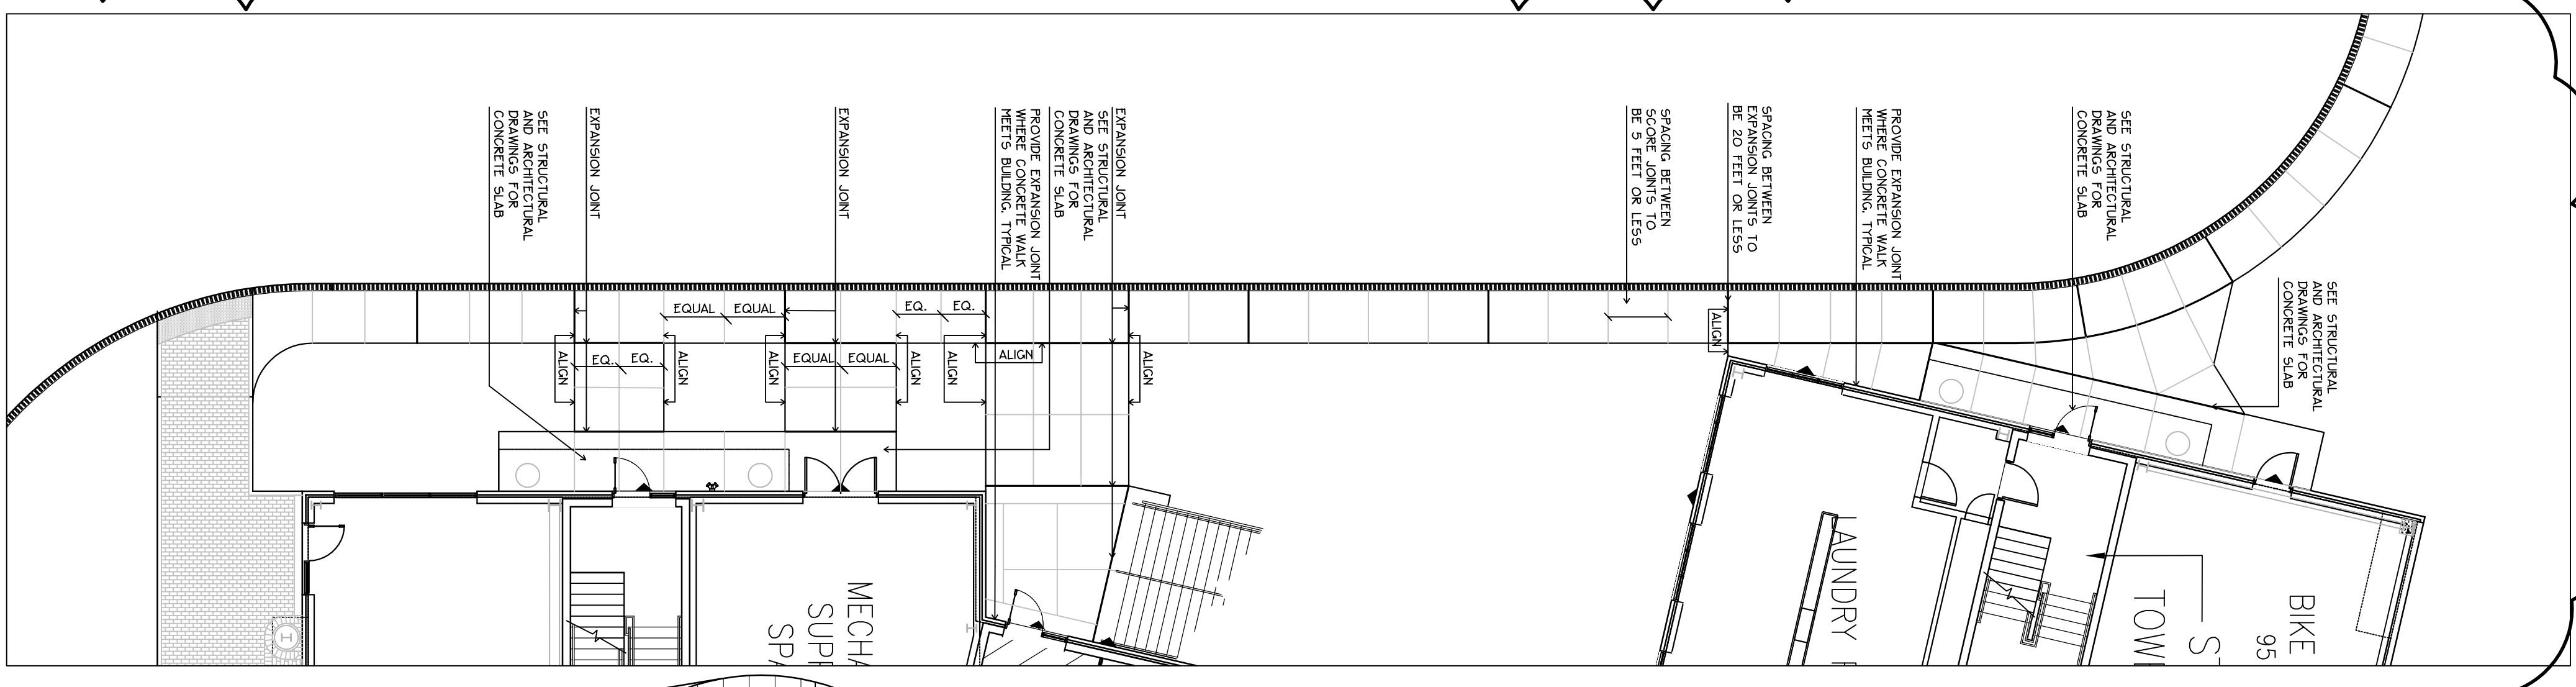 SEE STRUCTURAL
AND ARCHITECTURAL
DRAWINGS FOR
CONCRETE SLAB
EXPANSION JOINT
EXPANSION JOINT
PROVIDE EXPANSION JOINT
WHERE CONCRETE WALK
MEETS BUILDING, TYPICAL
SEE STRUCTURAL
AND ARCHITECTURAL
DRAWINGS FOR
CONCRETE SLAB
EXPANSION JOINT
SPACING BETWEEN
SCORE JOINTS TO
BE 5 FEET OR LESS
SPACING BETWEEN
EXPANSION JOINTS TO
BE 20 FEET OR LESS
PROVIDE EXPANSION JOINT
WHERE CONCRETE WALK
MEETS BUILDING, TYPICAL
SEE STRUCTURAL
AND ARCHITECTURAL
DRAWINGS FOR
CONCRETE SLAB
SEE STRUCTURAL
AND ARCHITECTURAL
DRAWINGS FOR
CONCRETE SLAB
EQUAL EQUAL
EQ. EQ.
ALIGN
ALIGN
EQ. EQ.
ALIGN
ALIGN
EQUAL EQUAL
ALIGN
ALIGN
ALIGN
ALIGN
H
MECHA
SUPP
SPA
LAUNDRY
TOWE
ST
BIKE
95